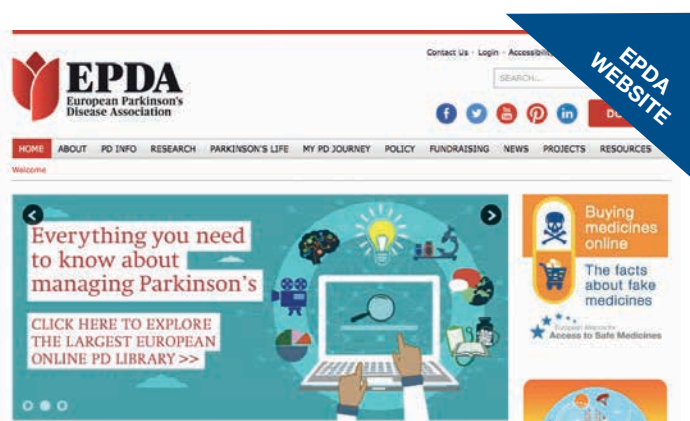 Contact Us · Login ·
EPDA
WEBSITE
EPDA
European Parkinson's
Disease Association
SEARCH...
HOME ABOUT PD INFO RESEARCH PARKINSON'S LIFE MY PD JOURNEY POLICY FUNDRAISING NEWS PROJECTS RESOURCES
Welcome
Everything you need
to know about
managing Parkinson's
CLICK HERE TO EXPLORE
THE LARGEST EUROPEAN
ONLINE PD LIBRARY >>
Buying
medicines
online
The facts
about fake
medicines
European Alliance for
Access to Safe Medicines